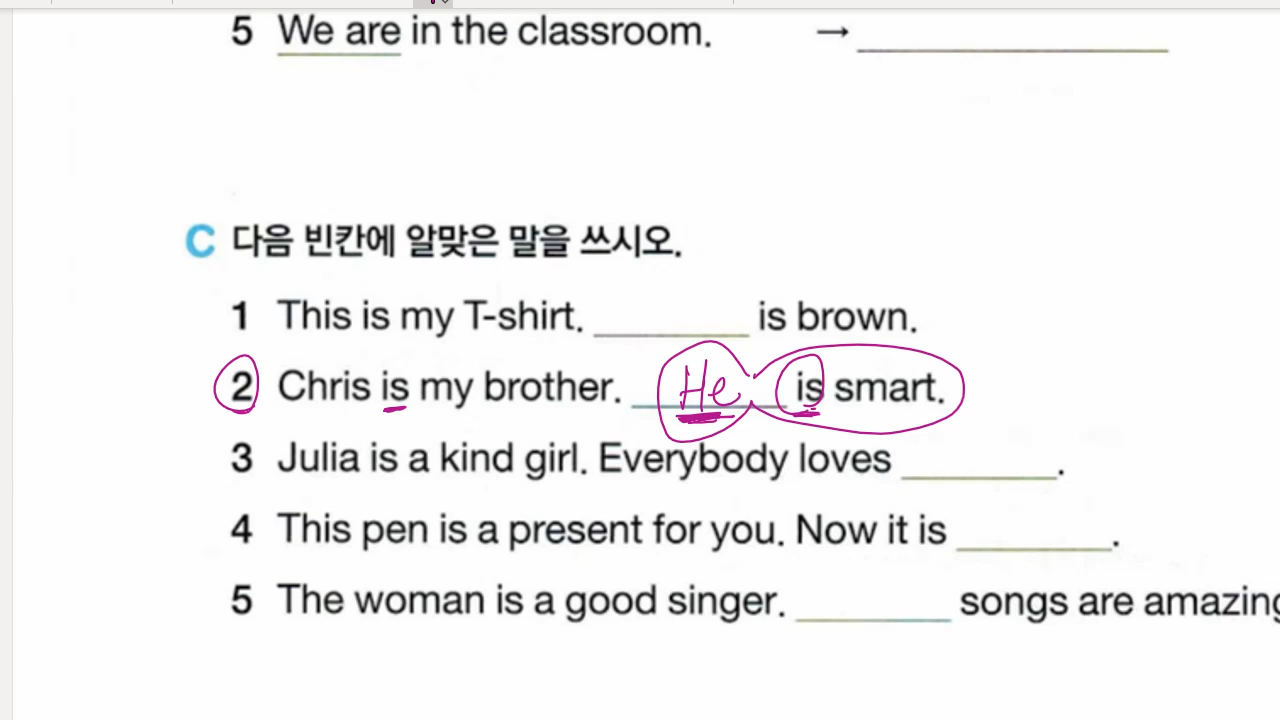 5 We are in the classroom. →
C 다음 빈칸에 알맞은 말을 쓰시오.
1 This is my T-shirt. is brown.
2 Chris is my brother. He is smart.
3 Julia is a kind girl. Everybody loves .
4 This pen is a present for you. Now it is .
5 The woman is a good singer. songs are amazing